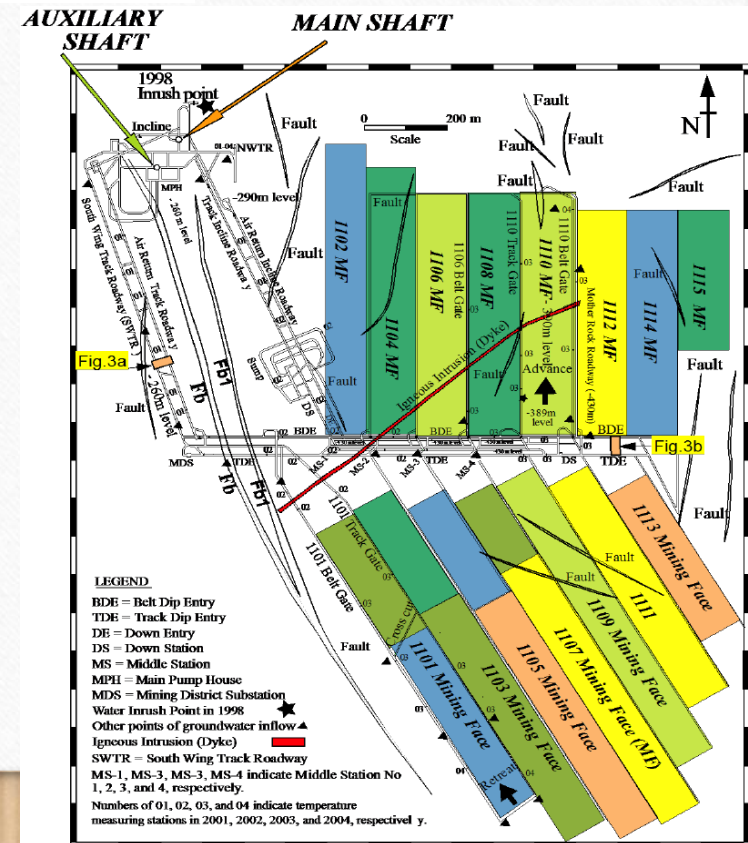 AUXILIARY
SHAFT
MAIN SHAFT
1998
Inrush point
Incline
01-04
NWTR
MPH
-290m level
-260 m level
0 200 m
Scale
N
Fault
Fault
Fault
Fault
Fault
South Wing Track Roadway (SWTR)
Air Return Track Roadway
Track Incline Roadway
Air Return Incline Roadway
Fault
Fault
1102 MF
1104 MF
1106 MF
1106 Belt Gate
1108 MF
1110 Track Gate
1110 MF
1110 Belt Gate
Mother Rock Roadway (-430m)
1112 MF
1114 MF
1115 MF
Fault
Fault
Igneous Intrusion (Dyke)
Advance
-389m
level
Fig.3a
-260m level
Fault
Sump
DS
Fb
Fb1
BDE
BDE
BDE
Fig.3b
MDS
TDE
MS-1
MS-2
MS-3
MS-4
TDE
DS
TDE
Fb
Fb1
Fault
1101 Track Gate
1101 Belt Gate
Cross cut
Fault
1101 Mining Face
1103 Mining Face
1105 Mining Face
1107 Mining Face (MF)
1109 Mining Face
1111
1113 Mining Face
Fault
Fault
Retreat
LEGEND
BDE = Belt Dip Entry
TDE = Track Dip Entry
DE = Down Entry
DS = Down Station
MS = Middle Station
MPH = Main Pump House
MDS = Mining District Substation
Water Inrush Point in 1998
Other points of groundwater inflow
Igneous Intrusion (Dyke)
SWTR = South Wing Track Roadway
MS-1, MS-3, MS-3, MS-4 indicate Middle Station No
1, 2, 3, and 4, respectively.
Numbers of 01, 02, 03, and 04 indicate temperature
measuring stations in 2001, 2002, 2003, and 2004, respectivel y.